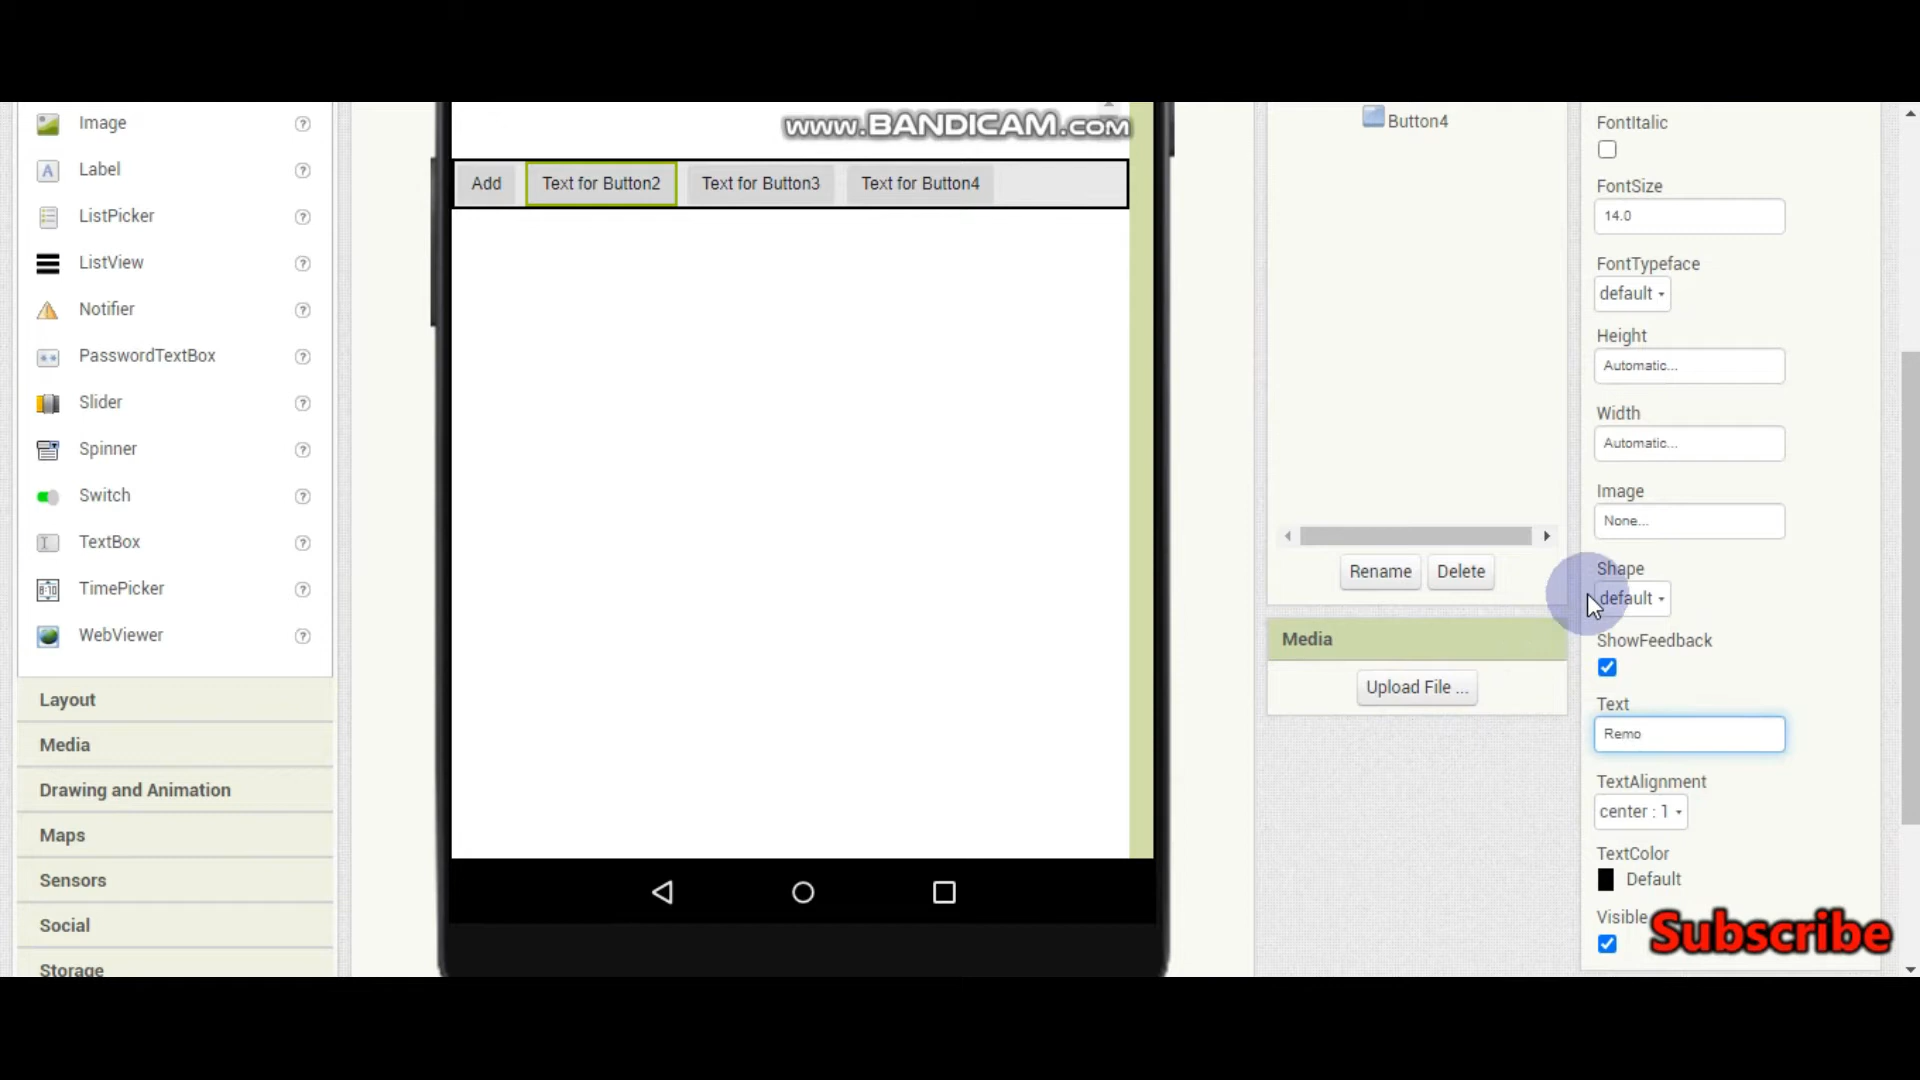 Image
Label
ListPicker
ListView
Notifier
PasswordTextBox
Slider
Spinner
Switch
TextBox
TimePicker
WebViewer
Layout
Media
Drawing and Animation
Maps
Sensors
Social
Storage
www.BANDICAM.com
Add
Text for Button2
Text for Button3
Text for Button4
Button4
Rename
Delete
Media
Upload File ...
FontItalic
FontSize
14.0
FontTypeface
default
Height
Automatic...
Width
Automatic...
Image
None...
Shape
default
ShowFeedback
Text
Remo
TextAlignment
center : 1
TextColor
Default
Visible
Subscribe